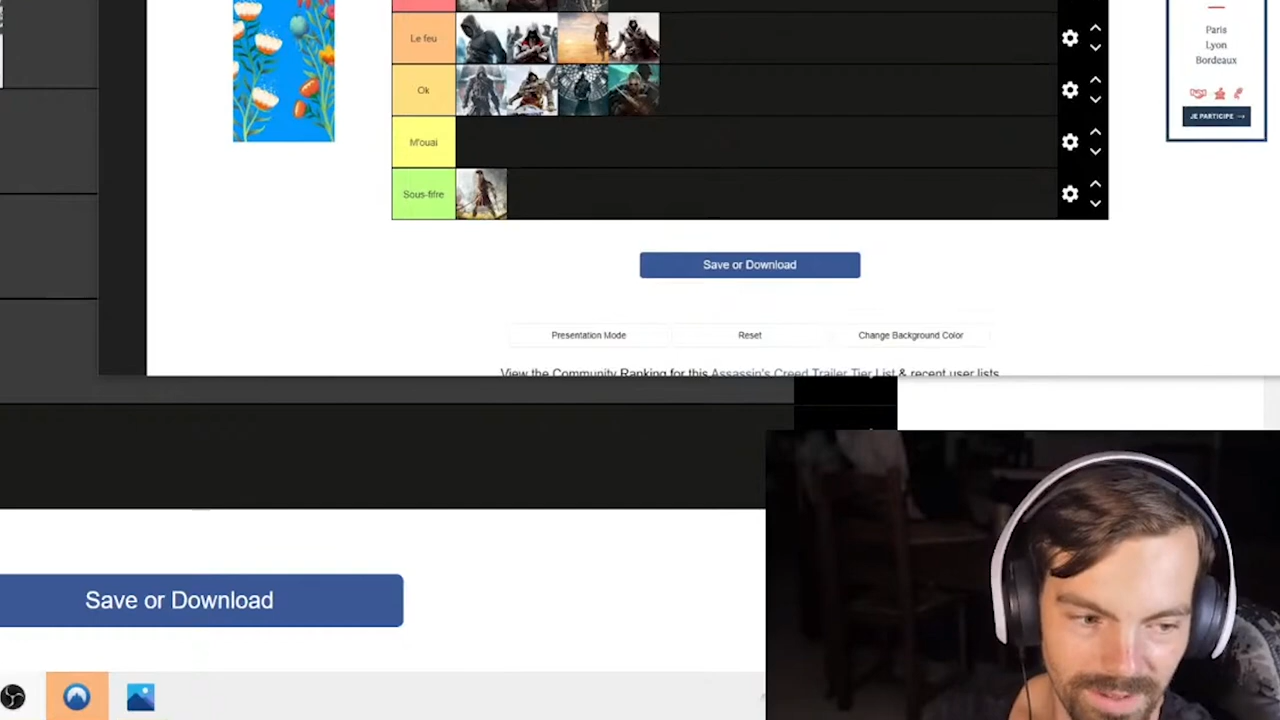 Le feu
Ok
M'ouai
Sous-fifre
Paris
Lyon
Bordeaux
JE PARTICIPE →
Save or Download
Presentation Mode
Reset
Change Background Color
View the Community Ranking for this Assassin's Creed Trailer Tier List & recent user lists
Save or Download